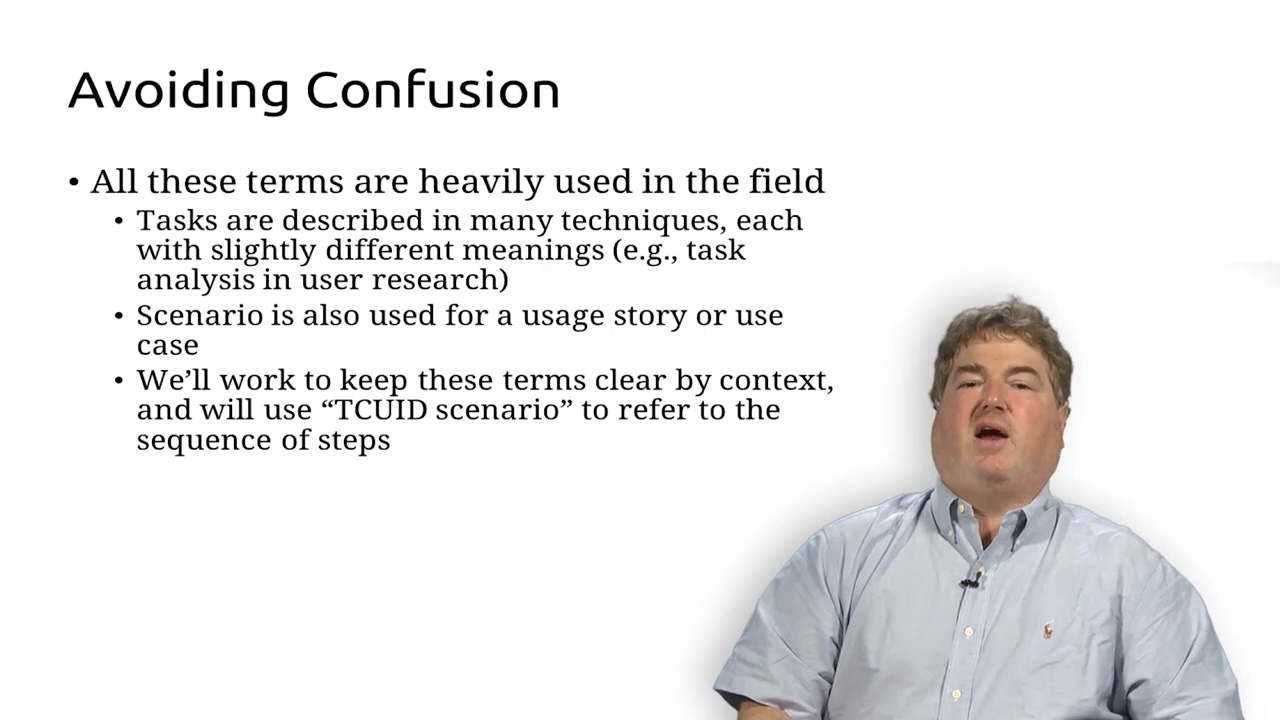 Avoiding Confusion
• All these terms are heavily used in the field
• Tasks are described in many techniques, each
with slightly different meanings (e.g., task
analysis in user research)
• Scenario is also used for a usage story or use
case
• We’ll work to keep these terms clear by context,
and will use “TCUID scenario” to refer to the
sequence of steps